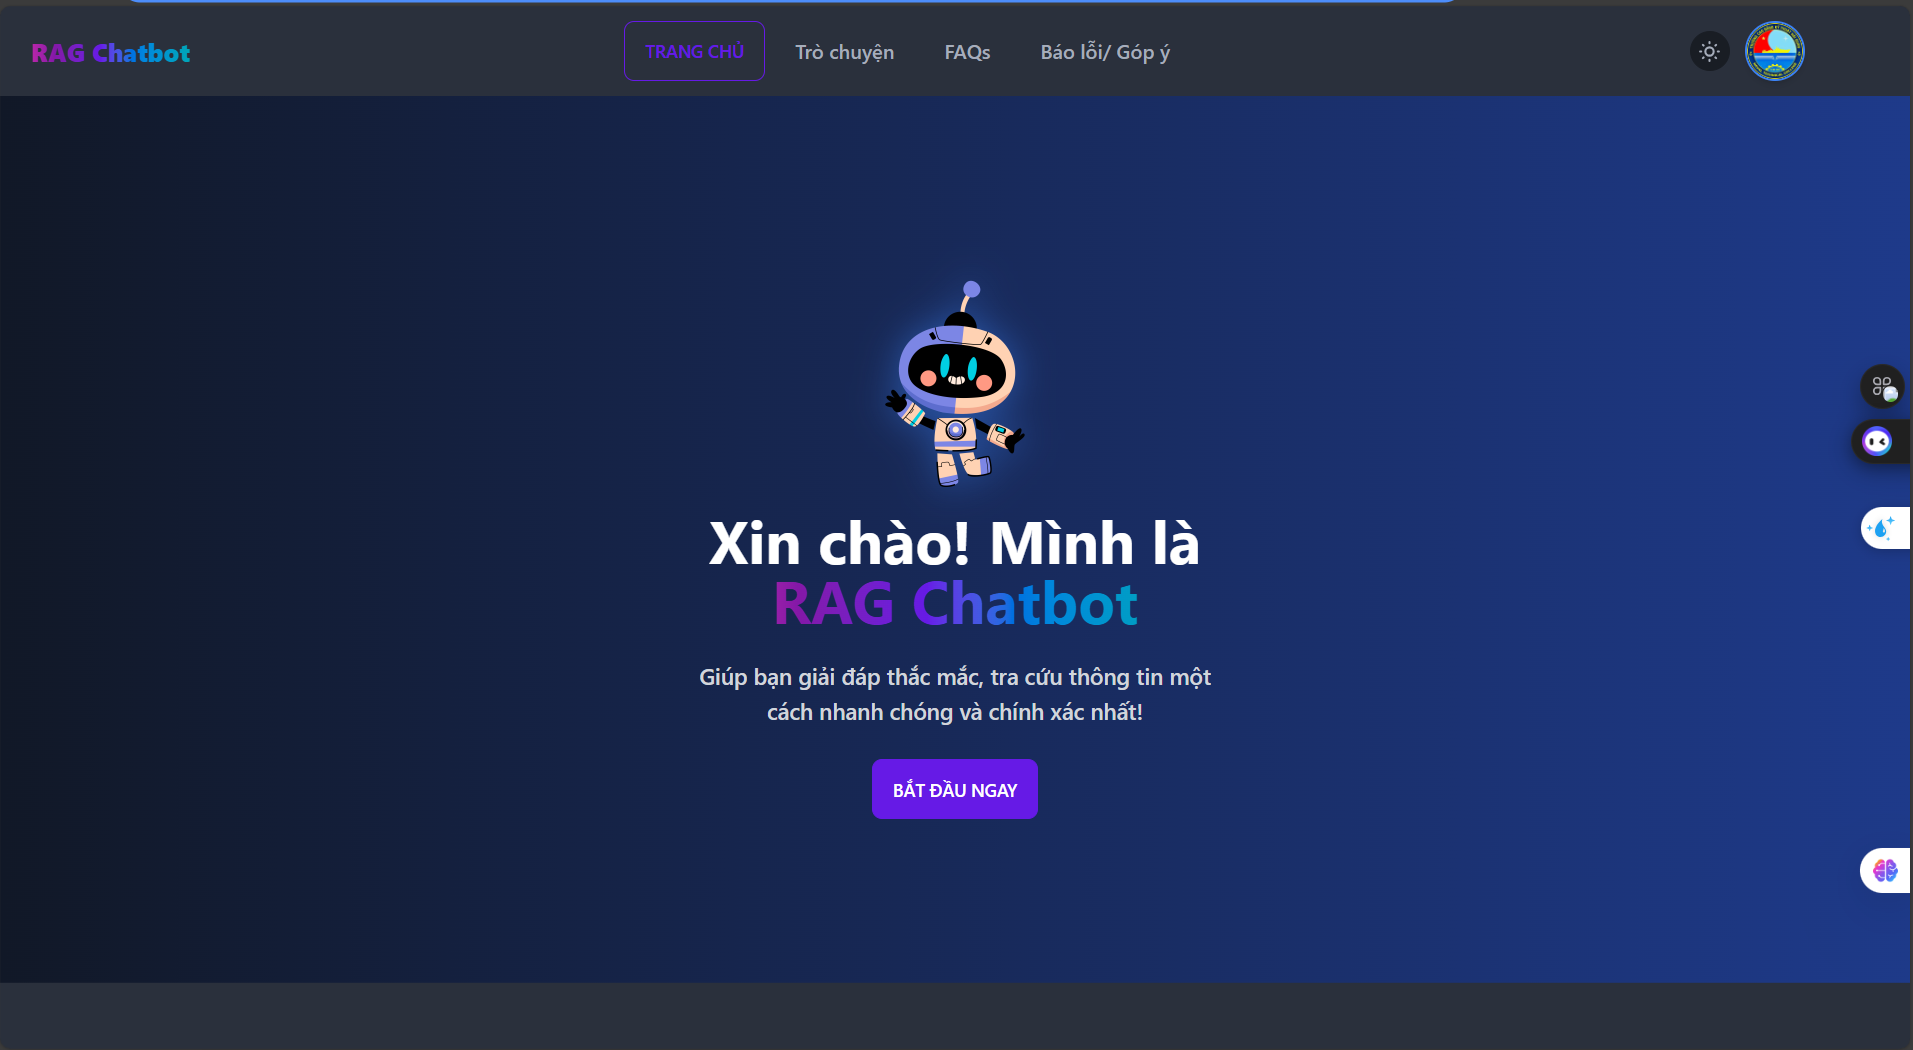 RAG Chatbot
TRANG CHỦ
Trò chuyện
FAQs
Báo lỗi/ Góp ý
Xin chào! Mình là
RAG Chatbot
Giúp bạn giải đáp thắc mắc, tra cứu thông tin một
cách nhanh chóng và chính xác nhất!
BẮT ĐẦU NGAY